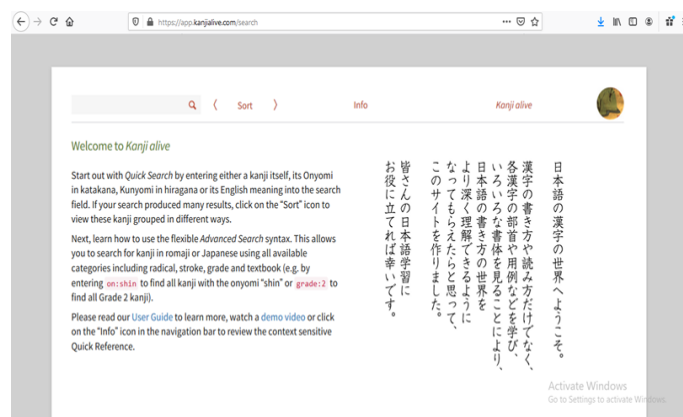 https://app.kanjialive.com/search
Sort
Info
Kanji alive
Welcome to Kanji alive
Start out with Quick Search by entering either a kanji itself, its Onyomi
in katakana, Kunyomi in hiragana or its English meaning into the search
field. If your search produced many results, click on the "Sort" icon to
view these kanji grouped in different ways.
Next, learn how to use the flexible Advanced Search syntax. This allows
you to search for kanji in romaji or Japanese using all available
categories including radical, stroke, grade and textbook (e.g. by
entering on:shin to find all kanji with the onyomi "shin" or grade:2 to
find all Grade 2 kanji).
Please read our User Guide to learn more, watch a demo video or click
on the "Info" icon in the navigation bar to review the context sensitive
Quick Reference.
日本語の漢字の世界へようこそ。
漢字の書き方や読み方だけでなく、
各漢字の部首や用例などを学び、
いろいろな書体を見ることにより、
日本語の書き方の世界を
より深く理解できるように
なってもらえたらと思って、
このサイトを作りました。
皆さんの日本語学習に
お役に立てれば幸いです。
Activate Windows
Go to Settings to activate Windows.